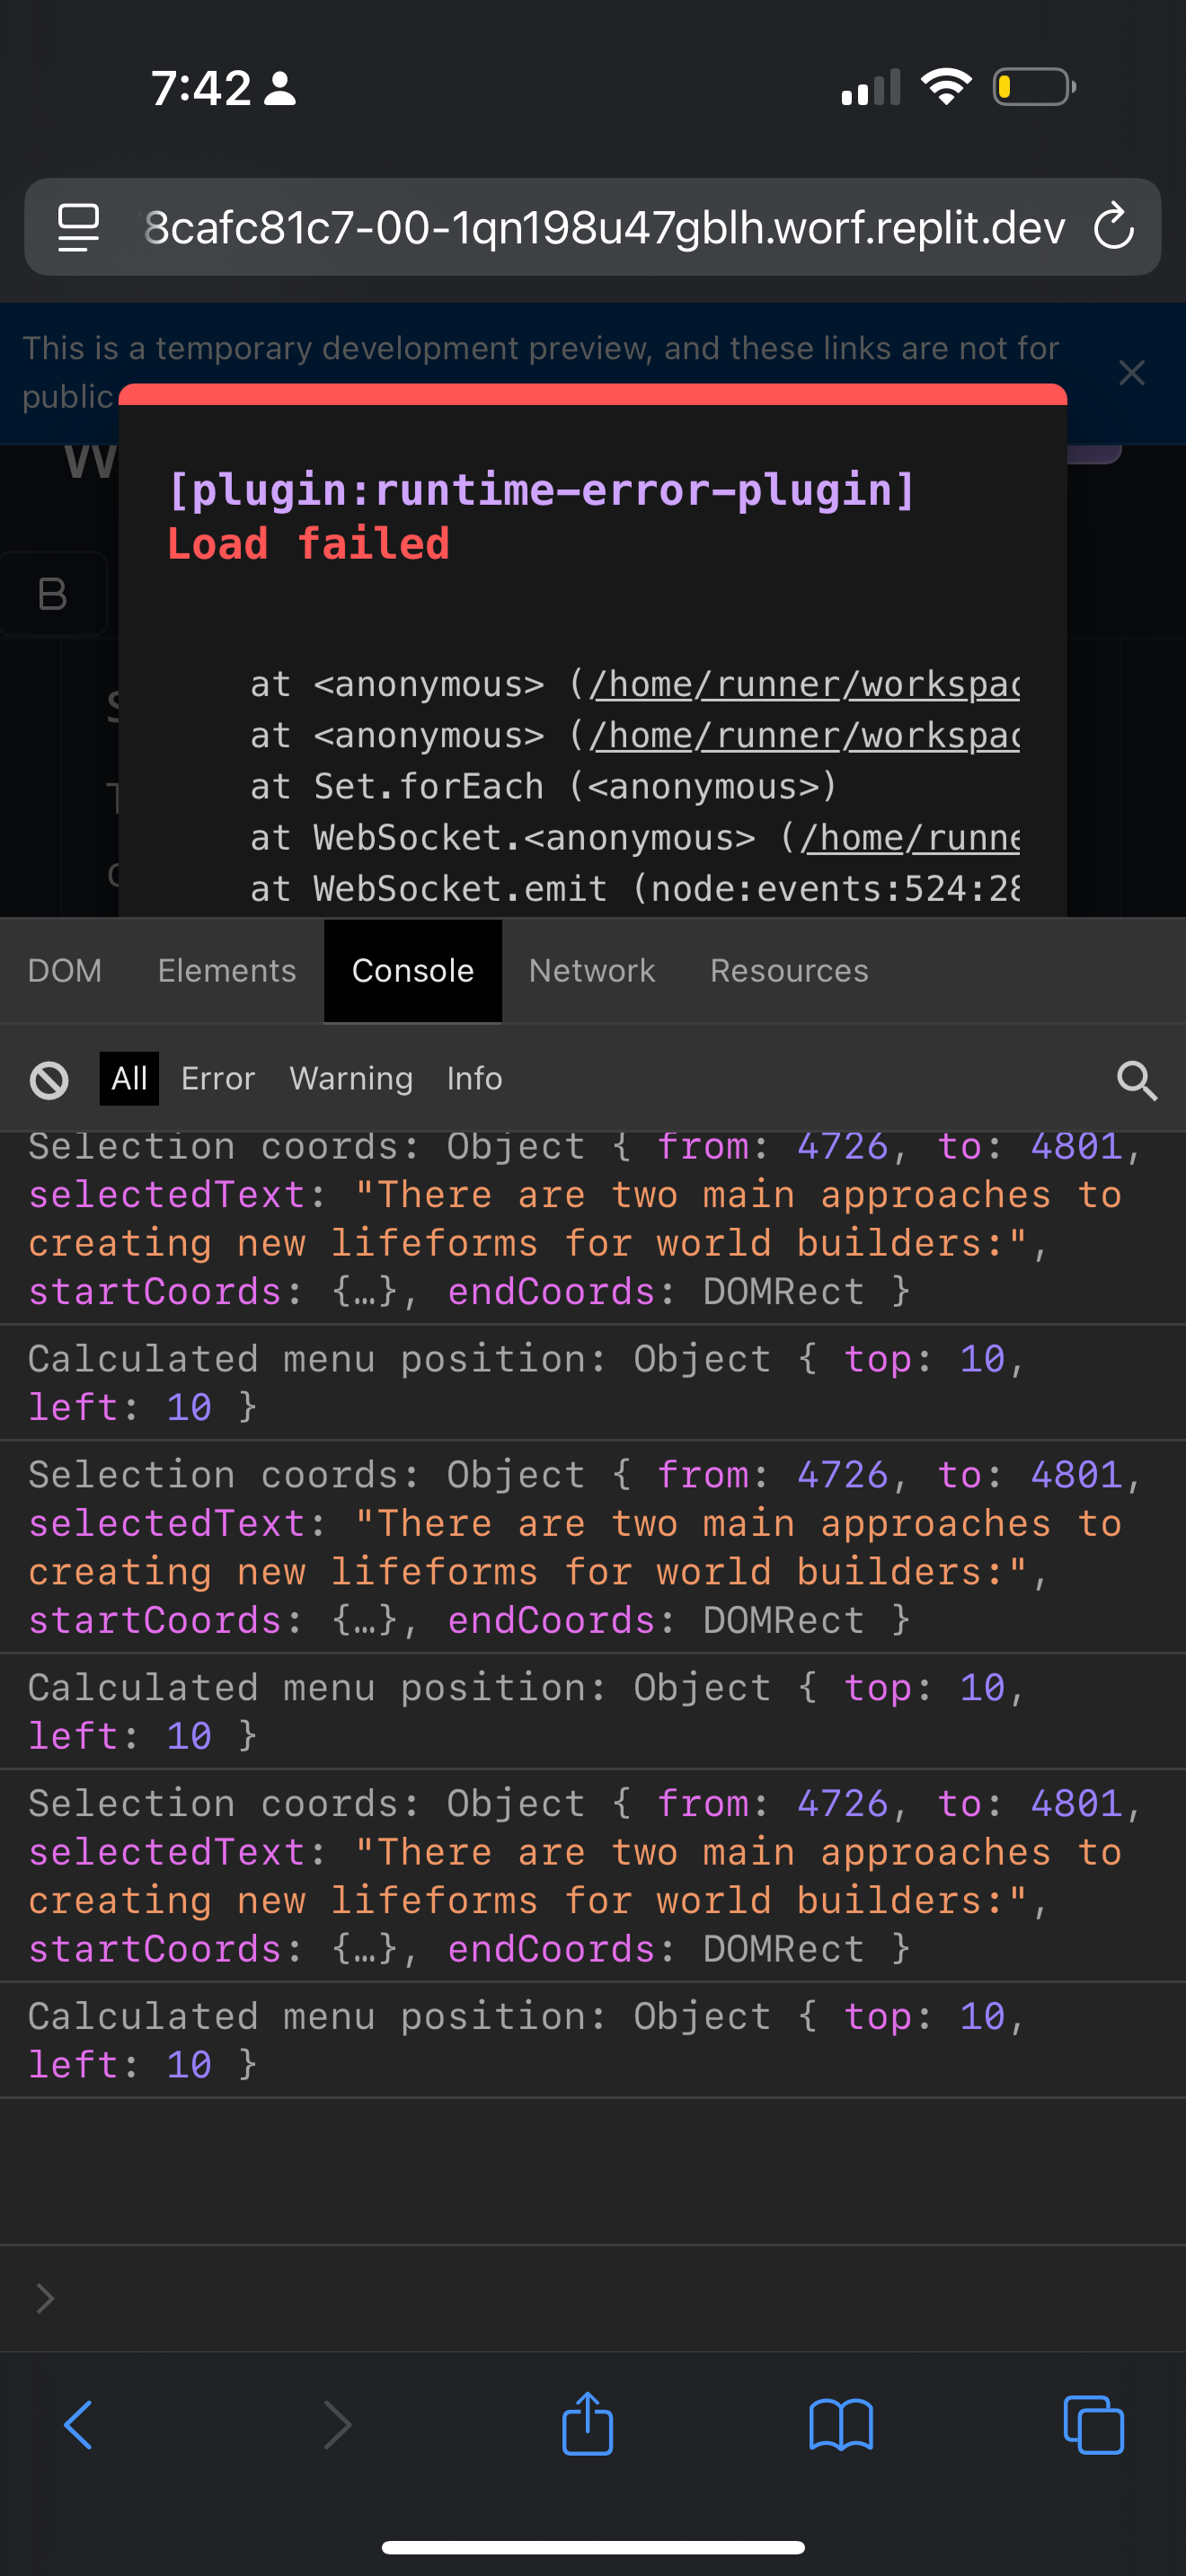 7:42
8cafc81c7-00-1qn198u47gblh.worf.replit.dev
This is a temporary development preview, and these links are not for
public
W
[plugin:runtime-error-plugin]
Load failed
B
at <anonymous> (/home/runner/workspac
at <anonymous> (/home/runner/workspac
at Set.forEach (<anonymous>)
at WebSocket.<anonymous> (/home/runne
at WebSocket.emit (node:events:524:28
DOM Elements Console Network Resources
All Error Warning Info
Selection coords: Object { from: 4726, to: 4801,
selectedText: "There are two main approaches to
creating new lifeforms for world builders:",
startCoords: {…}, endCoords: DOMRect }
Calculated menu position: Object { top: 10,
left: 10 }
Selection coords: Object { from: 4726, to: 4801,
selectedText: "There are two main approaches to
creating new lifeforms for world builders:",
startCoords: {…}, endCoords: DOMRect }
Calculated menu position: Object { top: 10,
left: 10 }
Selection coords: Object { from: 4726, to: 4801,
selectedText: "There are two main approaches to
creating new lifeforms for world builders:",
startCoords: {…}, endCoords: DOMRect }
Calculated menu position: Object { top: 10,
left: 10 }